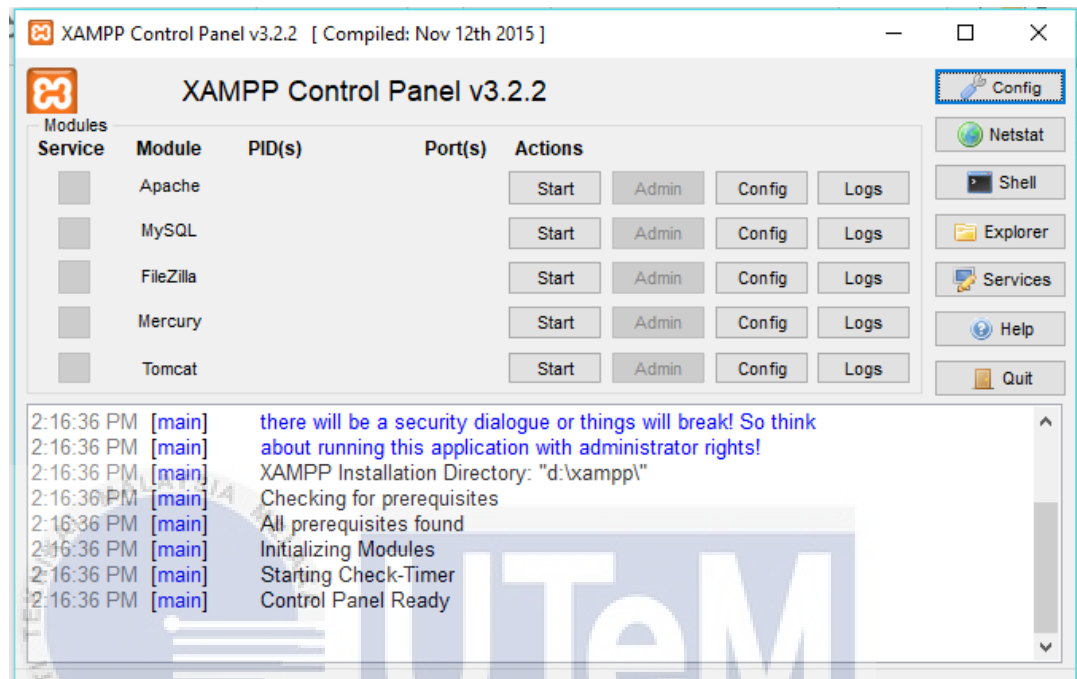 XAMPP Control Panel v3.2.2 [ Compiled: Nov 12th 2015 ]
XAMPP Control Panel v3.2.2
Config
Modules
Service Module PID(s) Port(s) Actions
Netstat
Apache Start Admin Config Logs
Shell
MySQL Start Admin Config Logs
Explorer
FileZilla Start Admin Config Logs
Services
Mercury Start Admin Config Logs
Help
Tomcat Start Admin Config Logs
Quit
2:16:36 PM [main] there will be a security dialogue or things will break! So think
2:16:36 PM [main] about running this application with administrator rights!
2:16:36 PM [main] XAMPP Installation Directory: "d:\xampp\"
2:16:36 PM [main] Checking for prerequisites
2:16:36 PM [main] All prerequisites found
2:16:36 PM [main] Initializing Modules
2:16:36 PM [main] Starting Check-Timer
2:16:36 PM [main] Control Panel Ready
UTeM